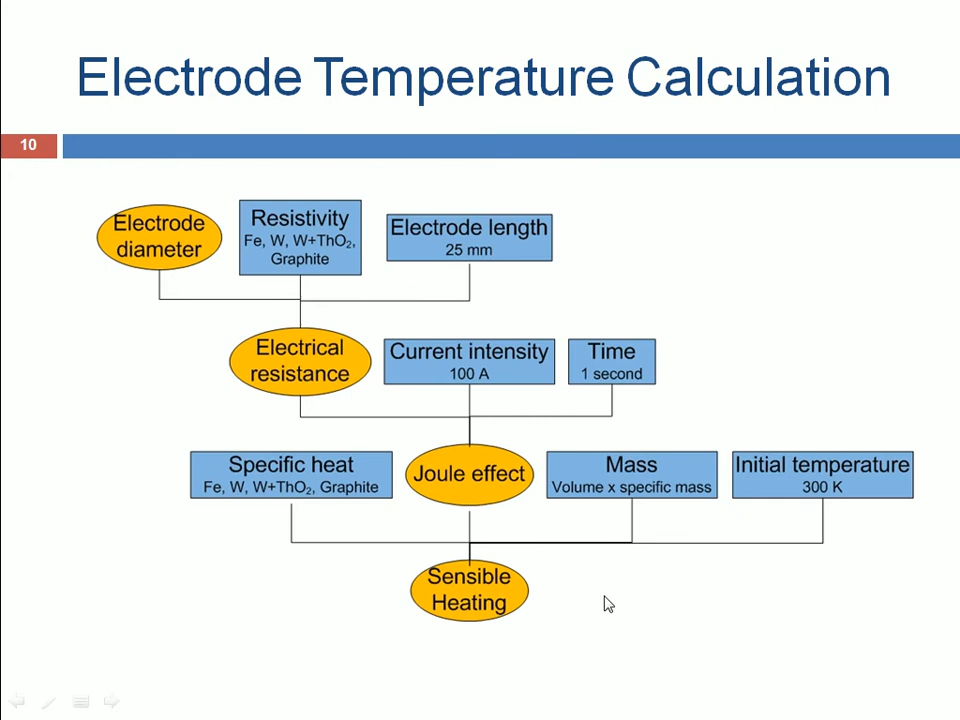 Electrode Temperature Calculation
10
Electrode
diameter
Resistivity
Fe, W, W+ThO₂,
Graphite
Electrode length
25 mm
Electrical
resistance
Current intensity
100 A
Time
1 second
Specific heat
Fe, W, W+ThO₂, Graphite
Joule effect
Mass
Volume x specific mass
Initial temperature
300 K
Sensible
Heating